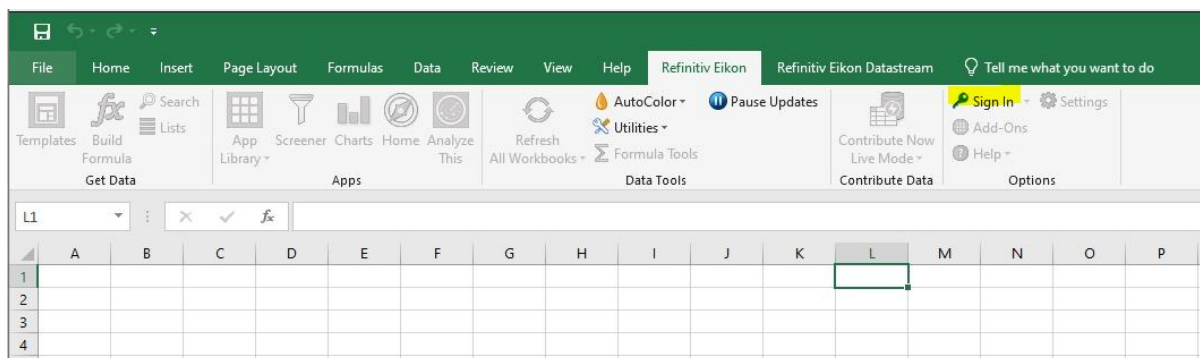 File Home Insert Page Layout Formulas Data Review View Help Refinitiv Eikon Refinitiv Eikon Datastream Tell me what you want to do
Templates
Build
Formula
Search
Lists
Get Data
App
Library
Screener
Charts
Home
Analyze
This
Apps
Refresh
All Workbooks
AutoColor
Utilities
Formula Tools
Pause Updates
Data Tools
Contribute Now
Live Mode
Contribute Data
Sign In
Settings
Add-Ons
Help
Options
L1 fx
A B C D E F G H I J K L M N O P
1
2
3
4